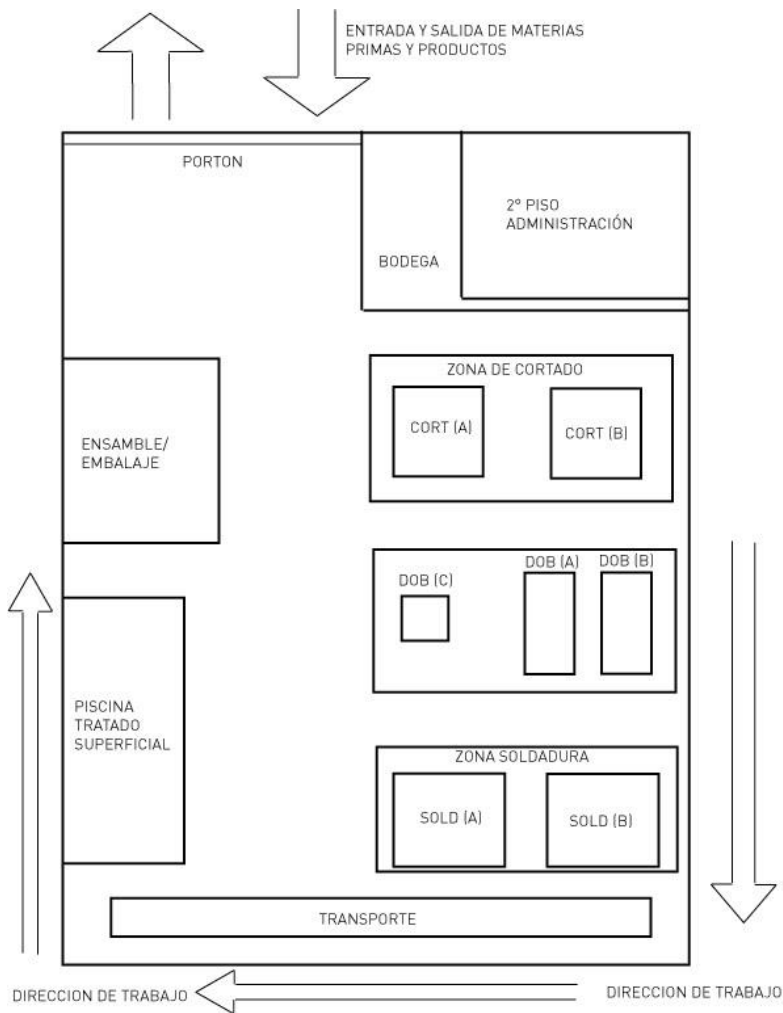 ENTRADA Y SALIDA DE MATERIAS
PRIMAS Y PRODUCTOS
PORTON
2º PISO
ADMINISTRACIÓN
BODEGA
ZONA DE CORTADO
CORT (A)
CORT (B)
ENSAMBLE/
EMBALAJE
DOB (C)
DOB (A)
DOB (B)
PISCINA
TRATADO
SUPERFICIAL
ZONA SOLDADURA
SOLD (A)
SOLD (B)
TRANSPORTE
DIRECCION DE TRABAJO
DIRECCION DE TRABAJO